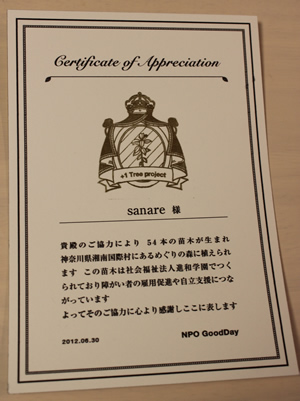 Certificate of Appreciation
+1 Tree project
sanare 様
貴殿のご協力により 54本の苗木が生まれ
神奈川県湘南国際村にあるめぐりの森に植えられ
ます この苗木は社会福祉法人進和学園でつく
られており障がい者の雇用促進や自立支援につな
がっています
よってそのご協力に心より感謝しここに表します
2012.06.30
NPO GoodDay